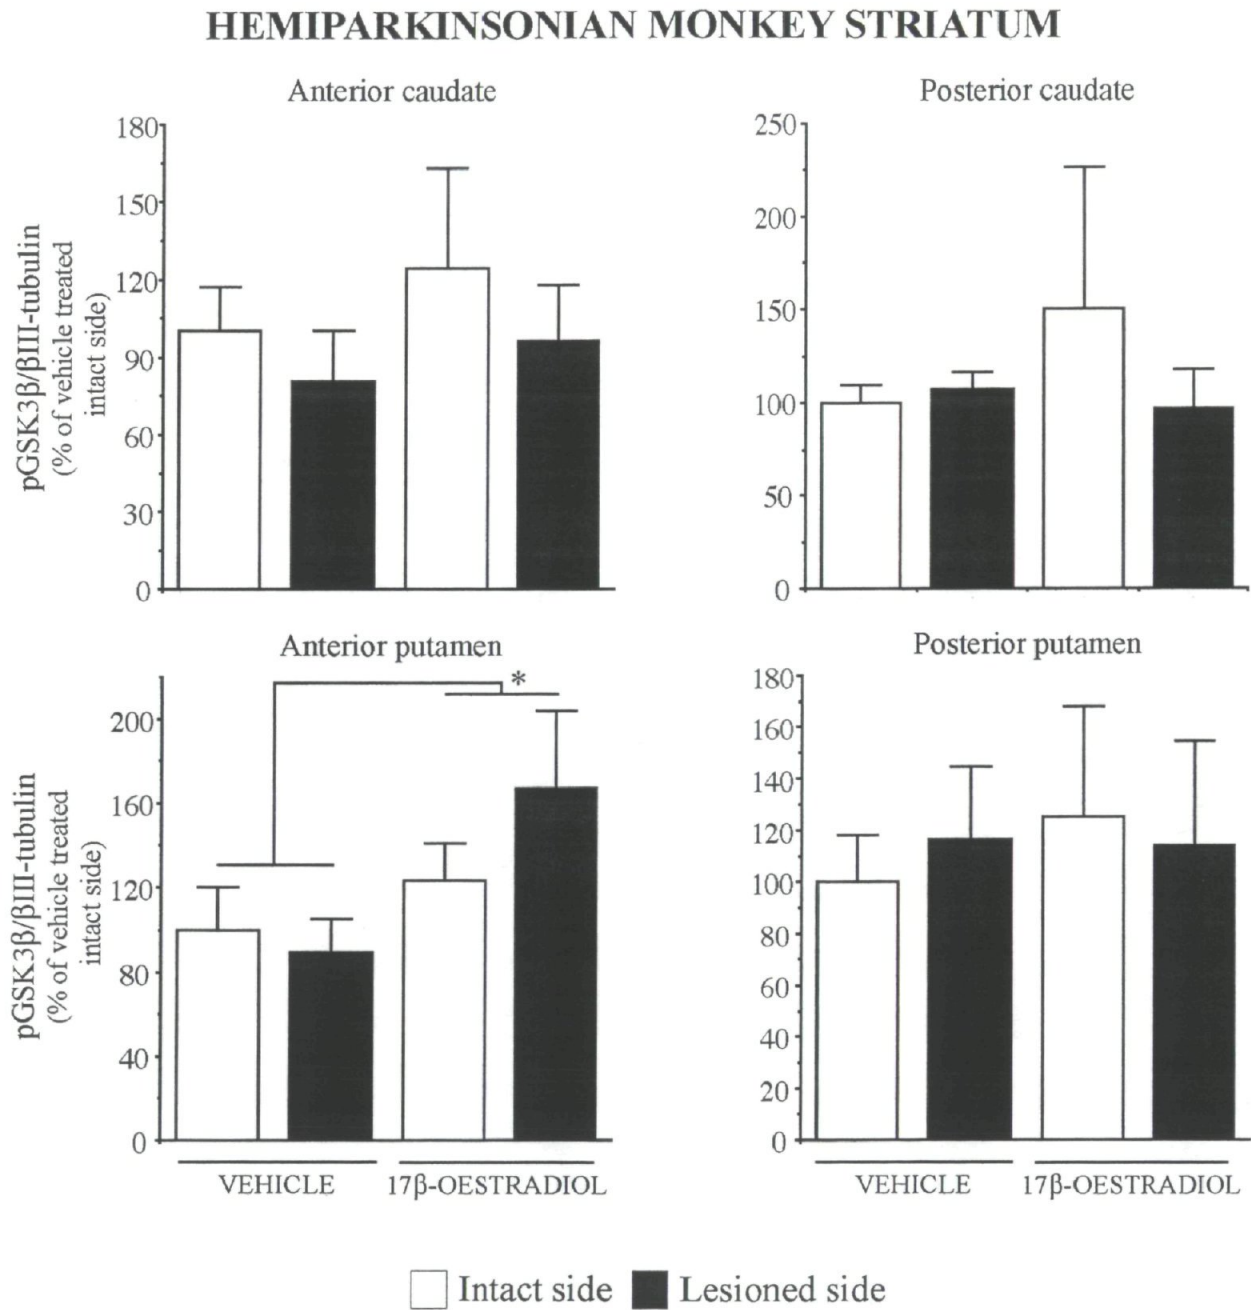 HEMIPARKINSONIAN MONKEY STRIATUM
Anterior caudate
pGSK3β/βIII-tubulin
(% of vehicle treated
intact side)
180
150
120
90
60
30
0
Posterior caudate
250
200
150
100
50
0
Anterior putamen
pGSK3β/βIII-tubulin
(% of vehicle treated
intact side)
200
160
120
80
40
0
*
VEHICLE
17β-OESTRADIOL
Posterior putamen
180
160
140
120
100
80
60
40
20
0
VEHICLE
17β-OESTRADIOL
Intact side
Lesioned side